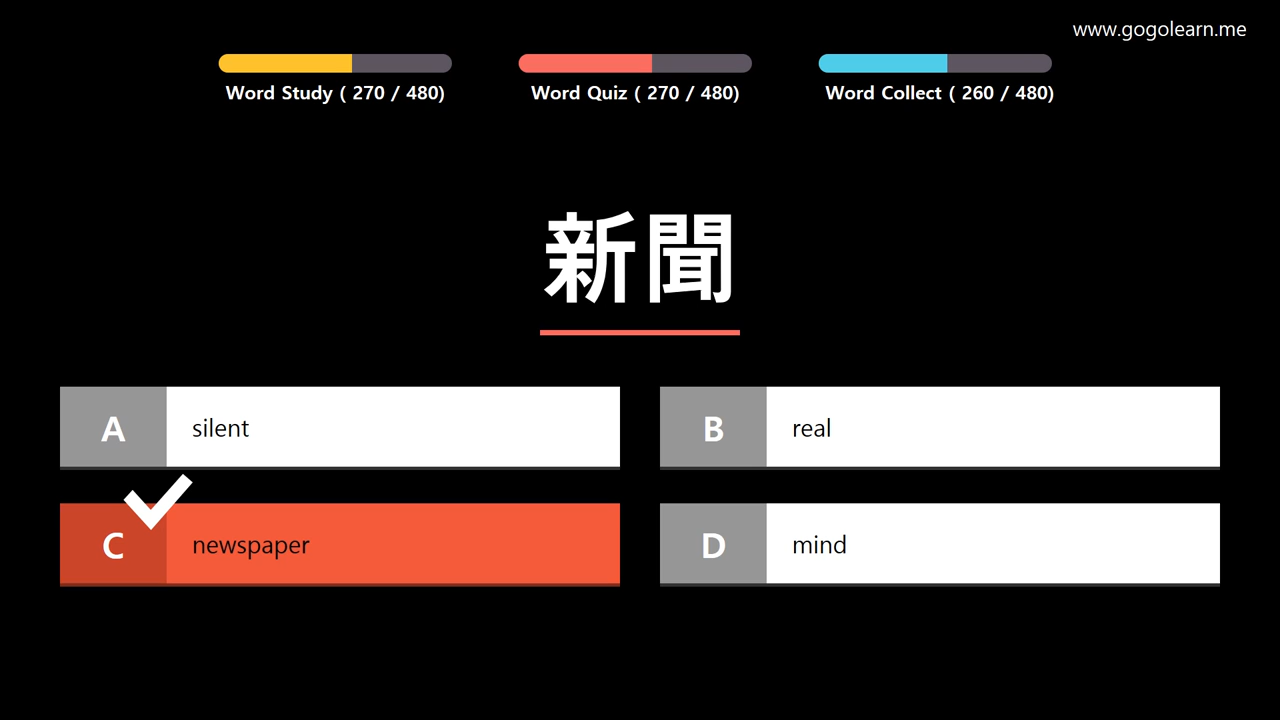 www.gogolearn.me
Word Study ( 270 / 480)
Word Quiz ( 270 / 480)
Word Collect ( 260 / 480)
新聞
A silent
B real
C newspaper
D mind